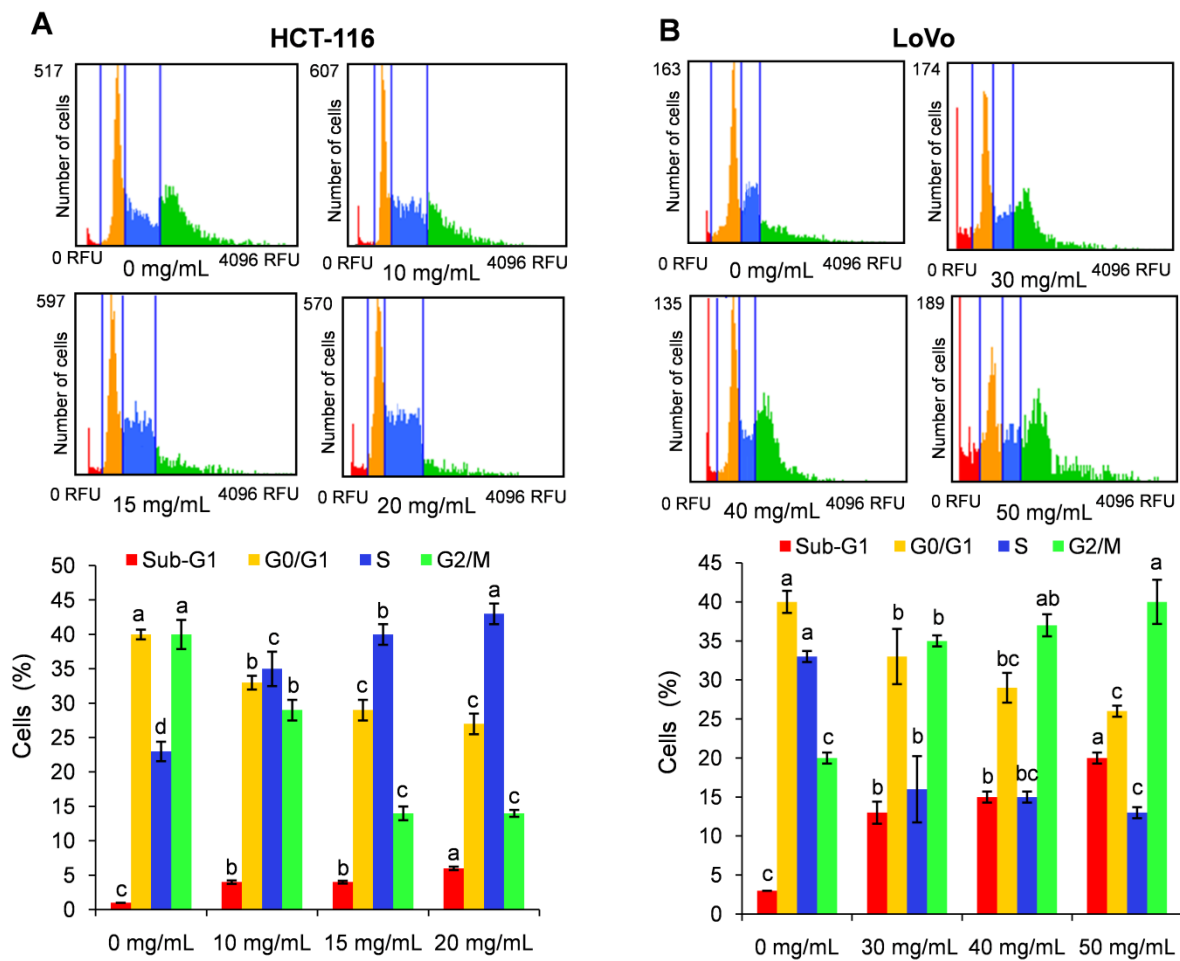 A
HCT-116
517
Number of cells
0 RFU
4096 RFU
0 mg/mL
607
Number of cells
0 RFU
4096 RFU
10 mg/mL
597
Number of cells
0 RFU
4096 RFU
15 mg/mL
570
Number of cells
0 RFU
4096 RFU
20 mg/mL
Sub-G1 G0/G1 S G2/M
Cells (%)
50
45
40
35
30
25
20
15
10
5
0
c a d a
b b c b
b c b c
a c a c
0 mg/mL 10 mg/mL 15 mg/mL 20 mg/mL
B
LoVo
163
Number of cells
0 RFU
4096 RFU
0 mg/mL
174
Number of cells
0 RFU
4096 RFU
30 mg/mL
135
Number of cells
0 RFU
4096 RFU
40 mg/mL
189
Number of cells
0 RFU
4096 RFU
50 mg/mL
Sub-G1 G0/G1 S G2/M
Cells (%)
45
40
35
30
25
20
15
10
5
0
c a a c
b b b b
b bc bc ab
a c c a
0 mg/mL 30 mg/mL 40 mg/mL 50 mg/mL